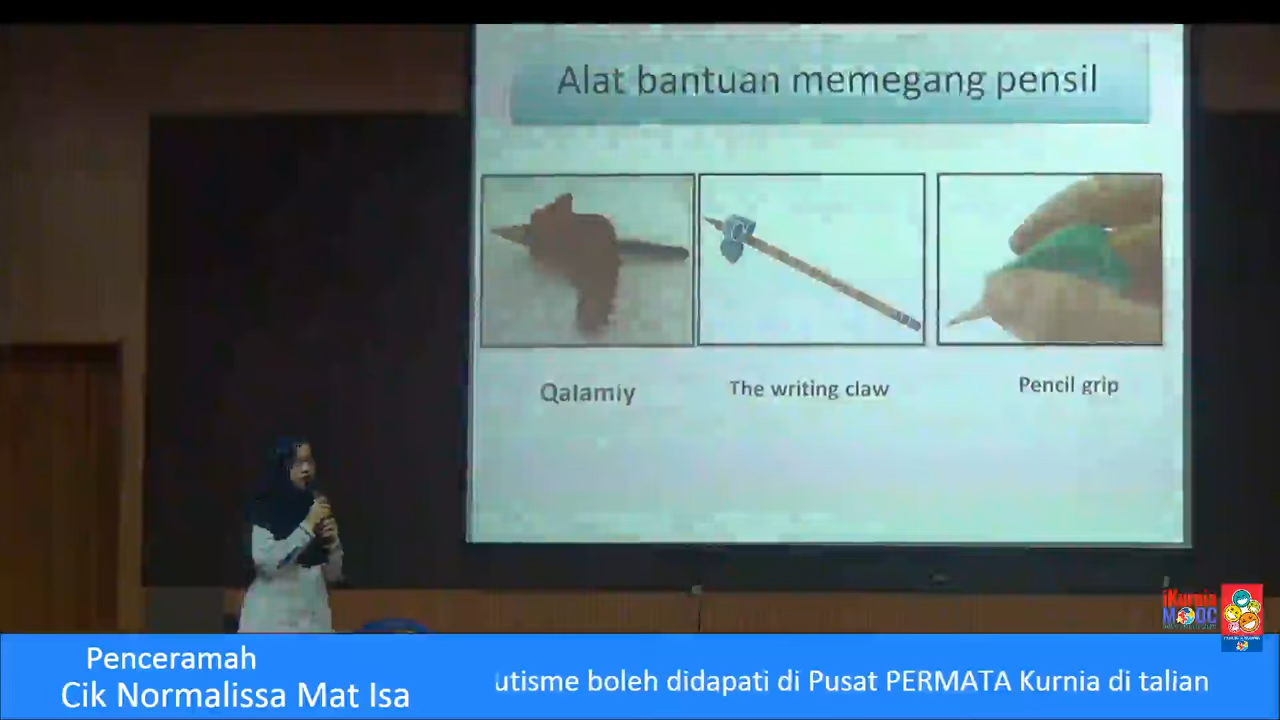 Alat bantuan memegang pensil
Qalamiy
The writing claw
Pencil grip
iKurnia
MOOC
Penceramah
Cik Normalissa Mat Isa
utisme boleh didapati di Pusat PERMATA Kurnia di talian